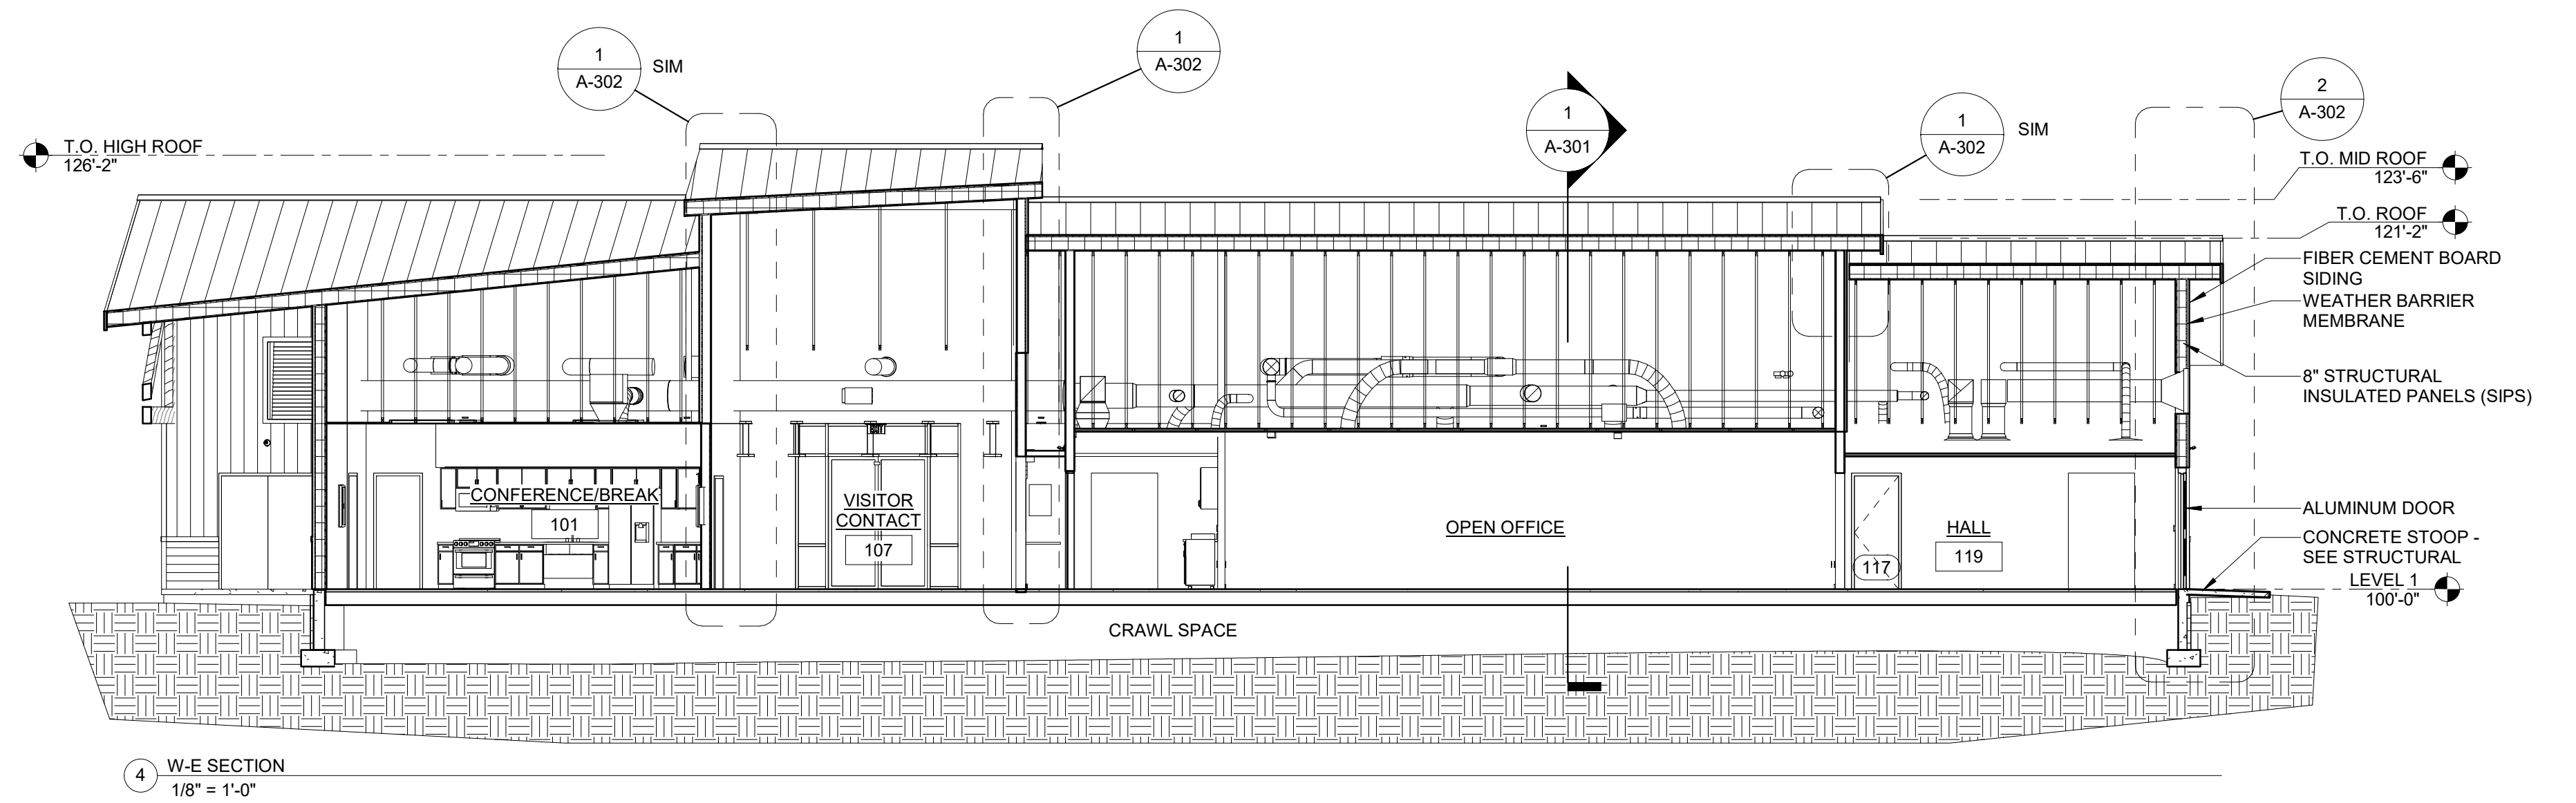 1
A-302
SIM
1
A-302
1
A-301
1
A-302
SIM
2
A-302
T.O. HIGH ROOF
126'-2"
T.O. MID ROOF
123'-6"
T.O. ROOF
121'-2"
FIBER CEMENT BOARD
SIDING
WEATHER BARRIER
MEMBRANE
8" STRUCTURAL
INSULATED PANELS (SIPS)
CONFERENCE/BREAK
101
VISITOR
CONTACT
107
OPEN OFFICE
HALL
119
117
ALUMINUM DOOR
CONCRETE STOOP -
SEE STRUCTURAL
LEVEL 1
100'-0"
CRAWL SPACE
4
W-E SECTION
1/8" = 1'-0"